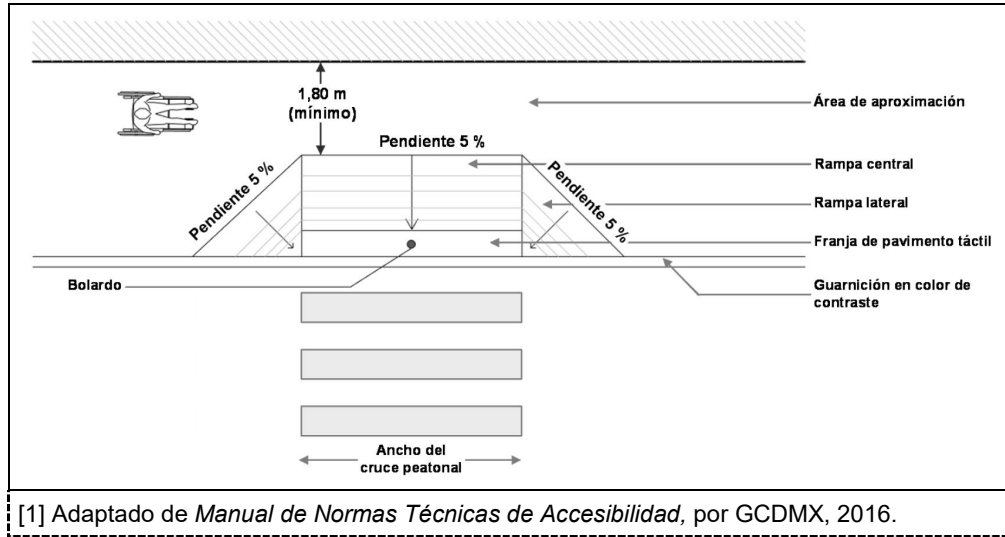 1,80 m
(mínimo)
Área de aproximación
Pendiente 5 %
Rampa central
Pendiente 5 %
Pendiente 5 %
Rampa lateral
Franja de pavimento táctil
Bolardo
Guarnición en color de
contraste
Ancho del
cruce peatonal
[1] Adaptado de Manual de Normas Técnicas de Accesibilidad, por GCDMX, 2016.